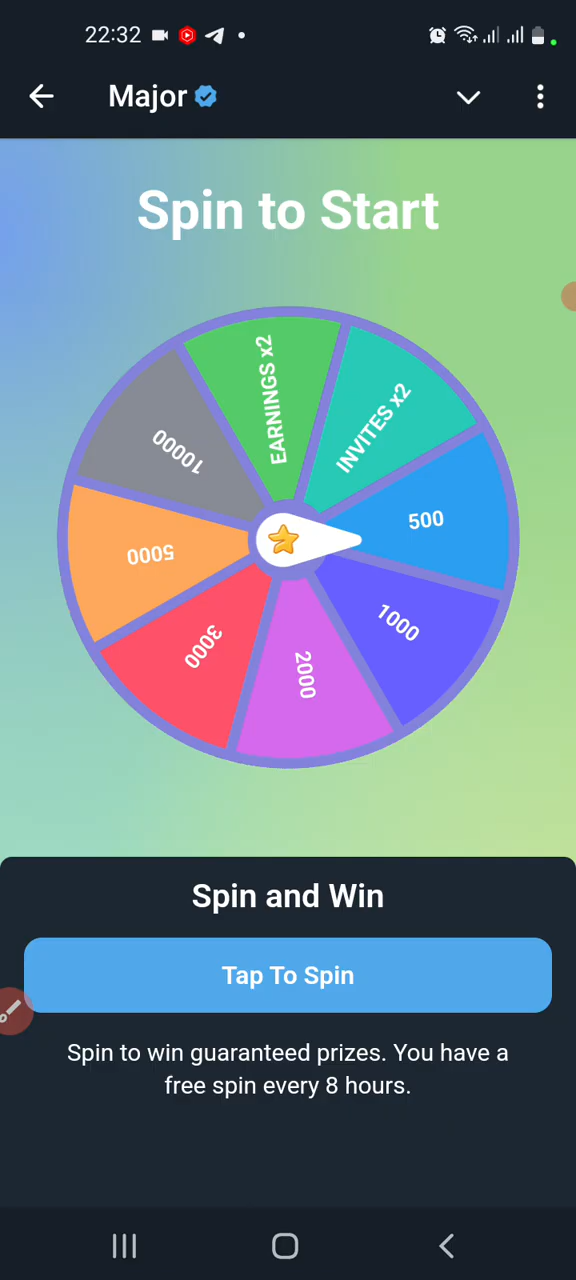 22:32
Major
Spin to Start
EARNINGS x2
INVITES x2
500
1000
2000
3000
5000
10000
Spin and Win
Tap To Spin
Spin to win guaranteed prizes. You have a
free spin every 8 hours.